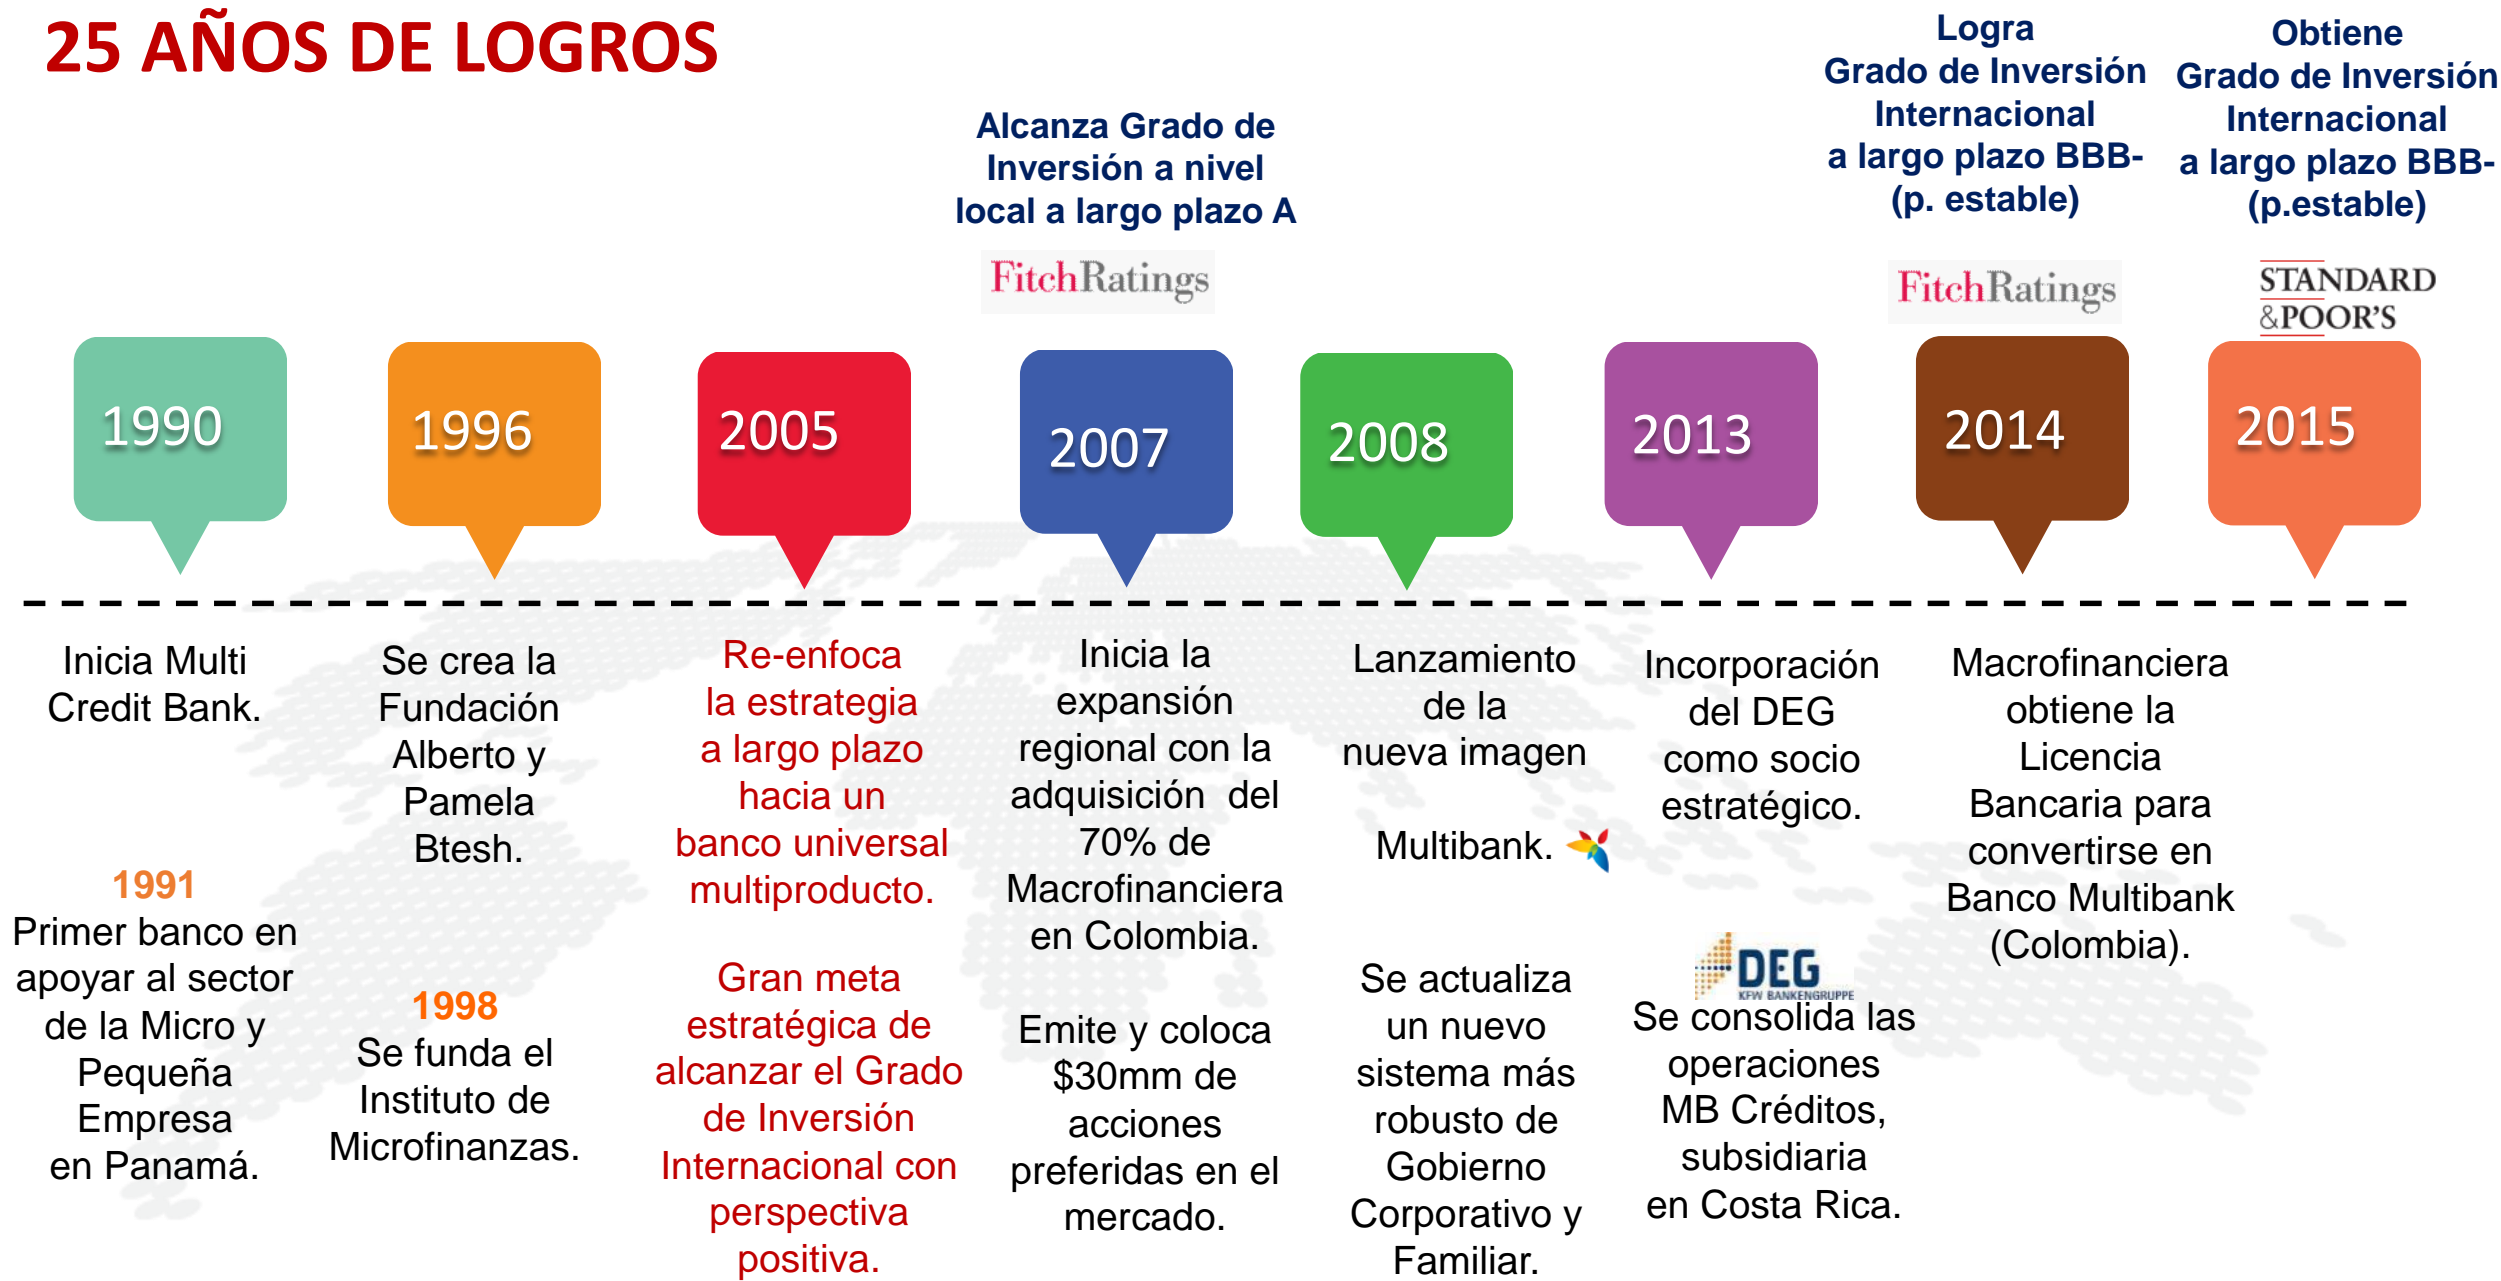 25 AÑOS DE LOGROS
Alcanza Grado de
Inversión a nivel
local a largo plazo A
FitchRatings
Logra
Grado de Inversión
Internacional
a largo plazo BBB-
(p. estable)
FitchRatings
Obtiene
Grado de Inversión
Internacional
a largo plazo BBB-
(p.estable)
STANDARD
&POOR'S
1990
1996
2005
2007
2008
2013
2014
2015
Inicia Multi
Credit Bank.
1991
Primer banco en
apoyar al sector
de la Micro y
Pequeña
Empresa
en Panamá.
Se crea la
Fundación
Alberto y
Pamela
Btesh.
1998
Se funda el
Instituto de
Microfinanzas.
Re-enfoca
la estrategia
a largo plazo
hacia un
banco universal
multiproducto.
Gran meta
estratégica de
alcanzar el Grado
de Inversión
Internacional con
perspectiva
positiva.
Inicia la
expansión
regional con la
adquisición del
70% de
Macrofinanciera
en Colombia.
Emite y coloca
$30mm de
acciones
preferidas en el
mercado.
Lanzamiento
de la
nueva imagen
Multibank.
Se actualiza
un nuevo
sistema más
robusto de
Gobierno
Corporativo y
Familiar.
Incorporación
del DEG
como socio
estratégico.
DEG
KFW BANKENGRUPPE
Se consolida las
operaciones
MB Créditos,
subsidiaria
en Costa Rica.
Macrofinanciera
obtiene la
Licencia
Bancaria para
convertirse en
Banco Multibank
(Colombia).